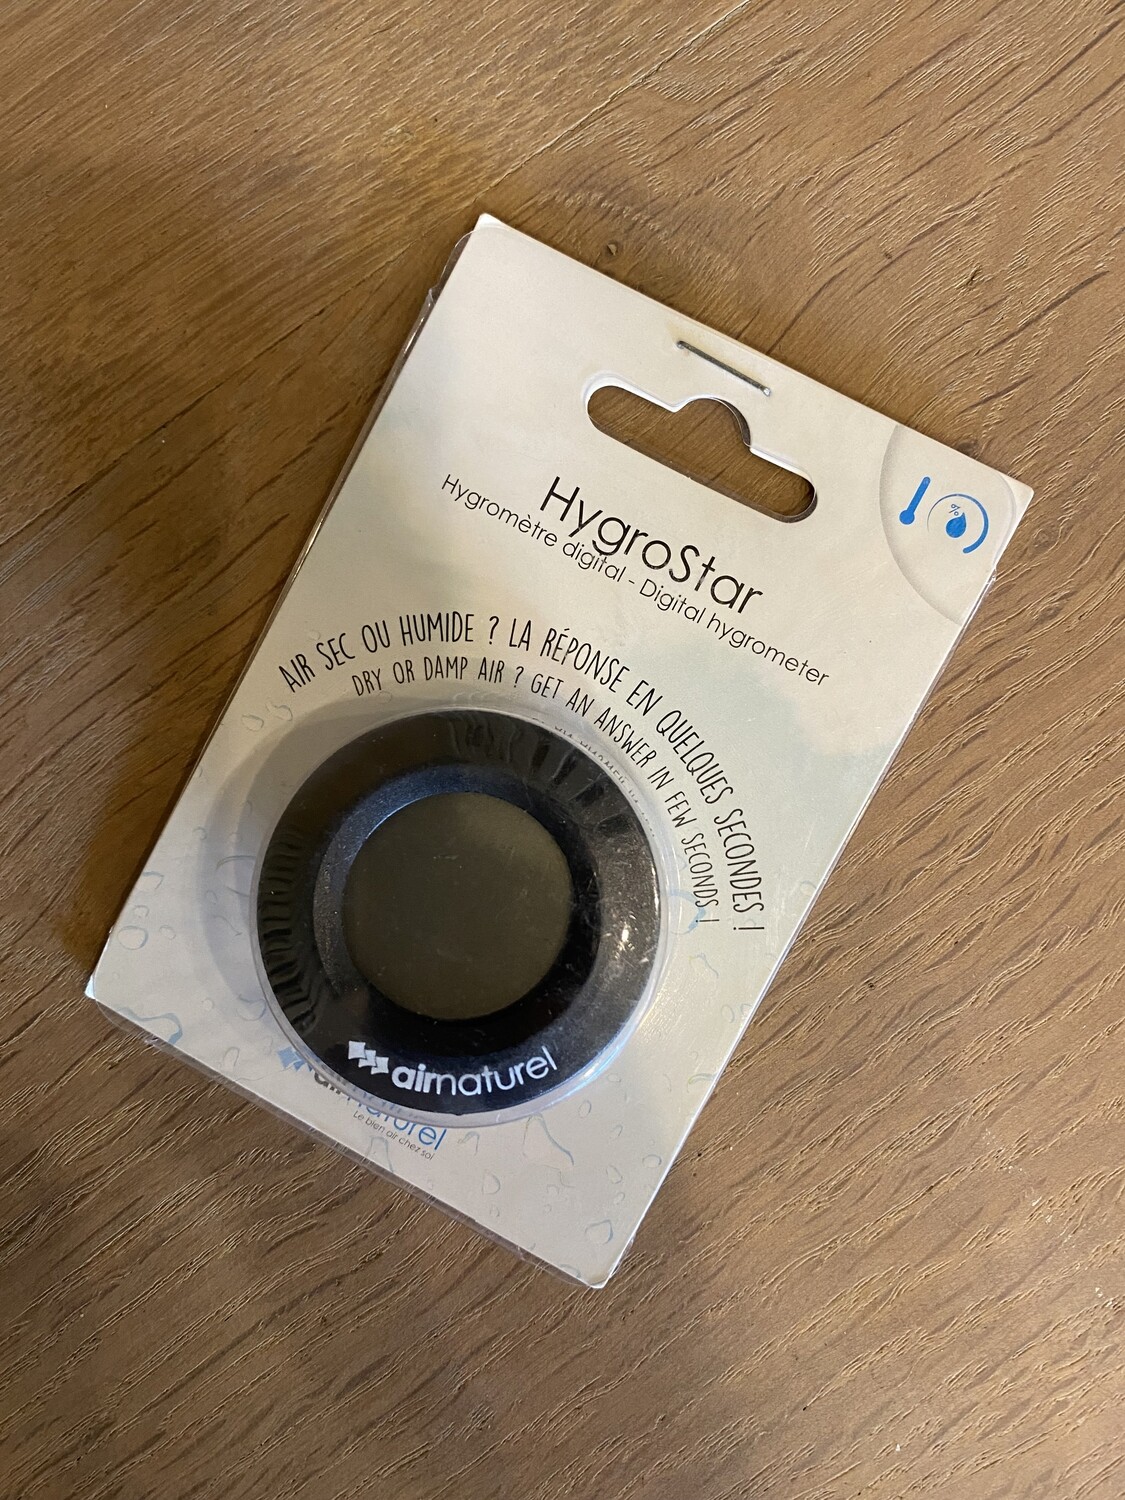 HygroStar
Hygromètre digital - Digital hygrometer
%
AIR SEC OU HUMIDE ? LA RÉPONSE EN QUELQUES SECONDES !
DRY OR DAMP AIR ? GET AN ANSWER IN FEW SECONDS !
airnaturel
airnaturel
Le bien air chez soi